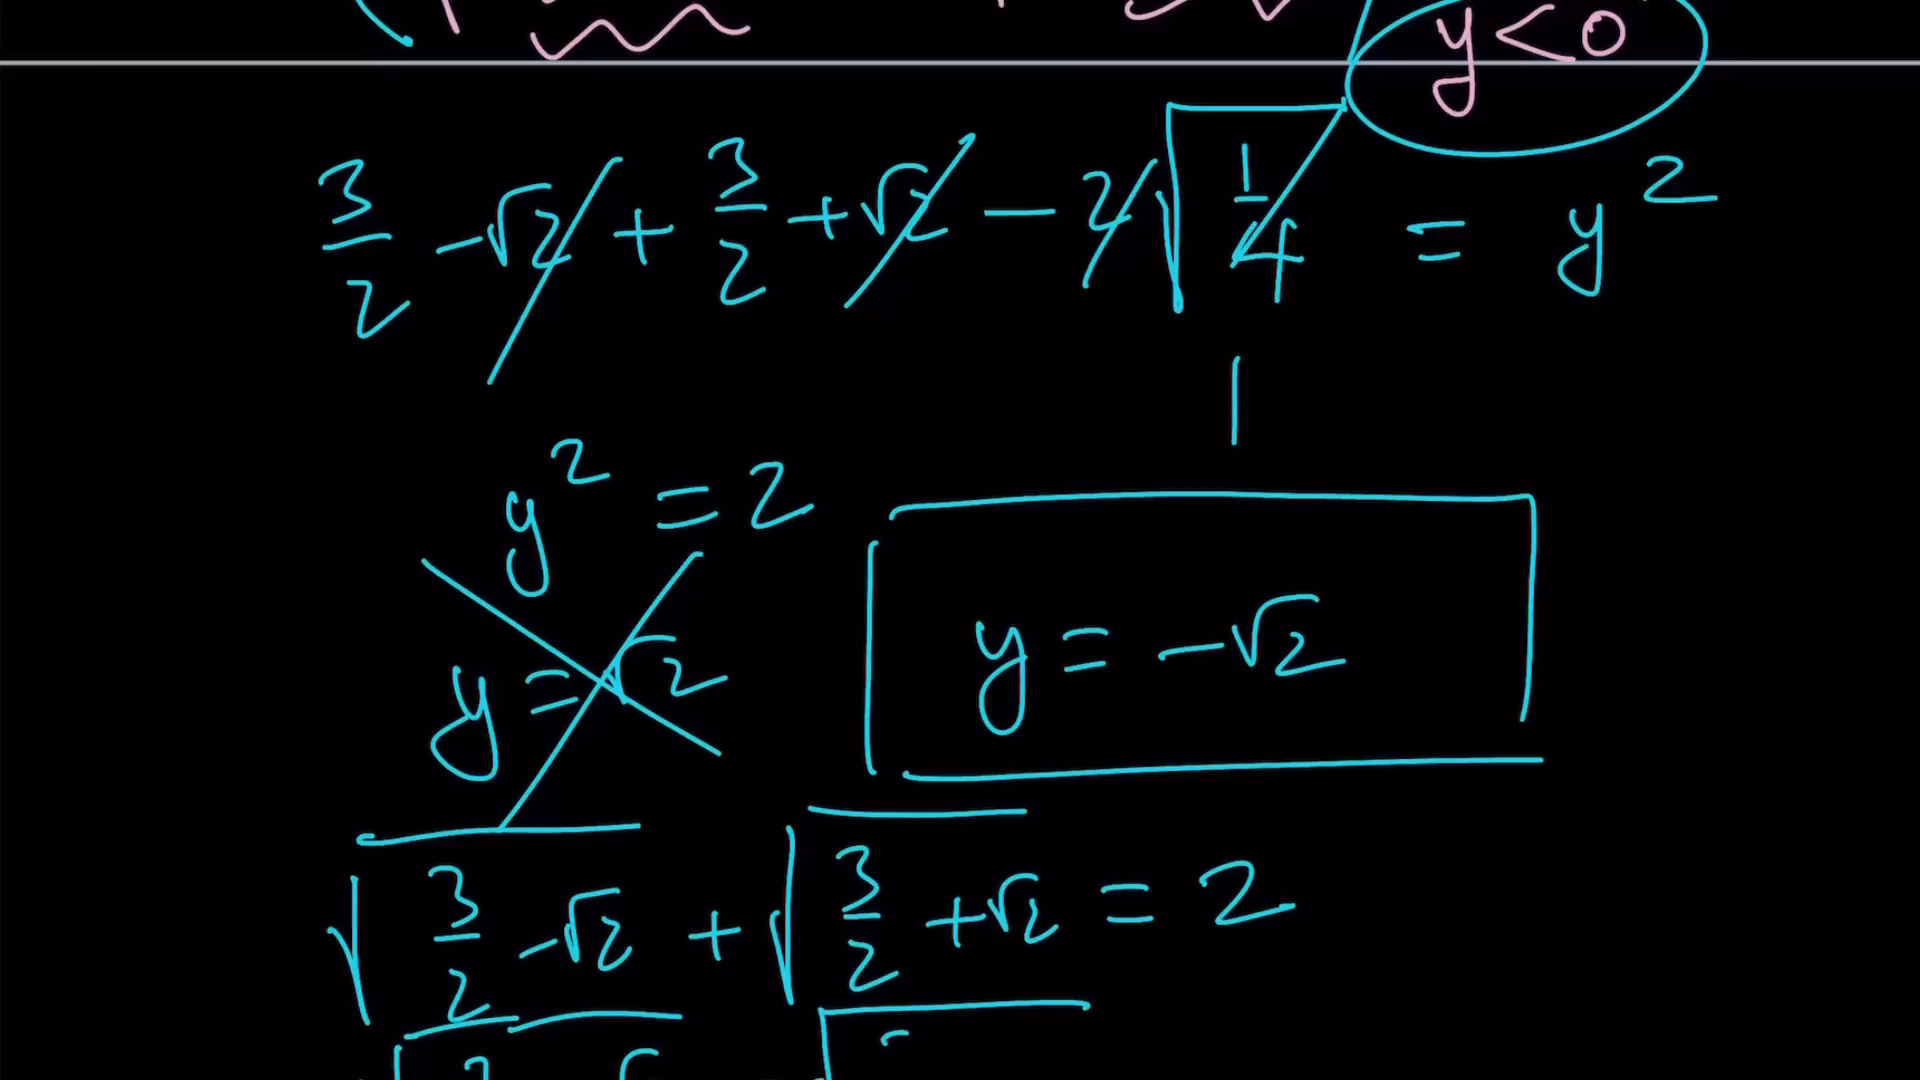 y<0
3/2 - √2 + 3/2 + √2 - 2√(1/4) = y²
1
y² = 2
y = √2
y = -√2
√(3/2 - √2) + √(3/2 + √2) = 2